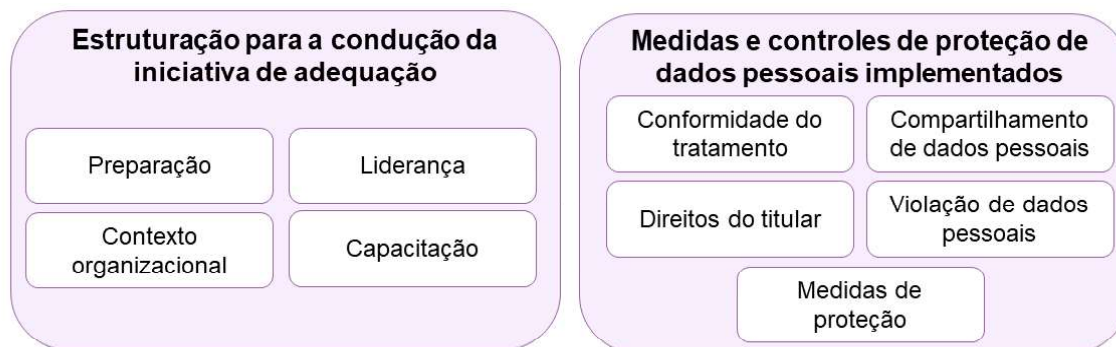 Estruturação para a condução da
iniciativa de adequação
Preparação
Liderança
Contexto
organizacional
Capacitação
Medidas e controles de proteção de
dados pessoais implementados
Conformidade do
tratamento
Compartilhamento
de dados pessoais
Direitos do titular
Violação de dados
pessoais
Medidas de
proteção